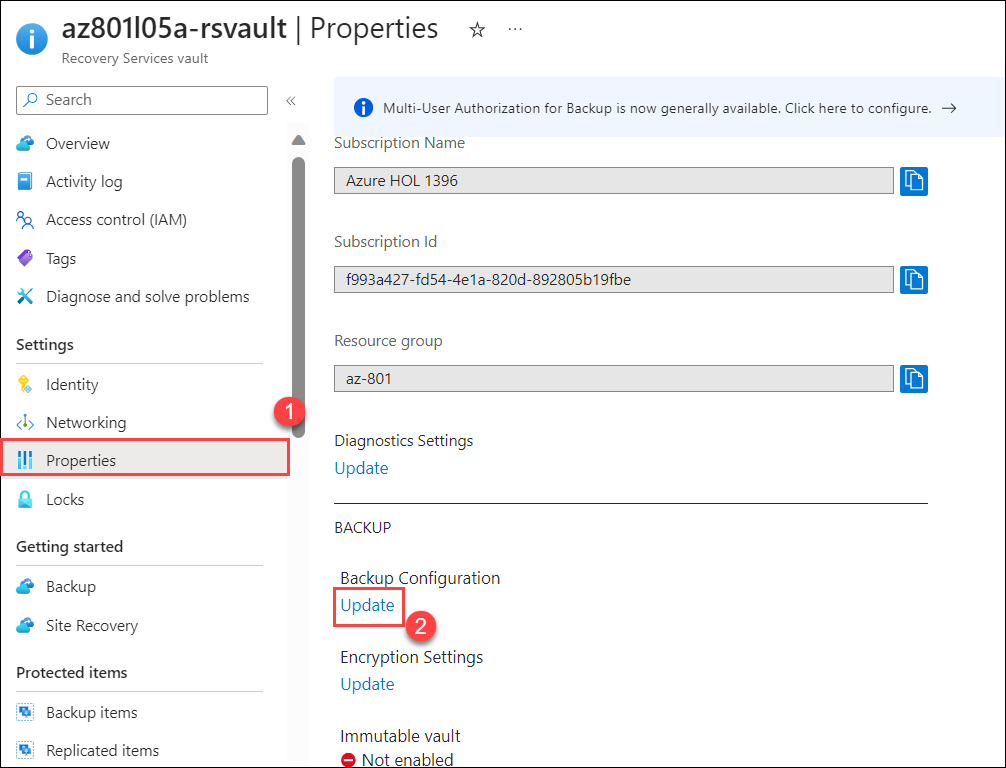 az801l05a-rsvault | Properties
Recovery Services vault
Search
Overview
Activity log
Access control (IAM)
Tags
Diagnose and solve problems
Settings
Identity
Networking
1
Properties
Locks
Getting started
Backup
Site Recovery
Protected items
Backup items
Replicated items
Multi-User Authorization for Backup is now generally available. Click here to configure. →
Subscription Name
Azure HOL 1396
Subscription Id
f993a427-fd54-4e1a-820d-892805b19fbe
Resource group
az-801
Diagnostics Settings
Update
BACKUP
Backup Configuration
Update
2
Encryption Settings
Update
Immutable vault
Not enabled